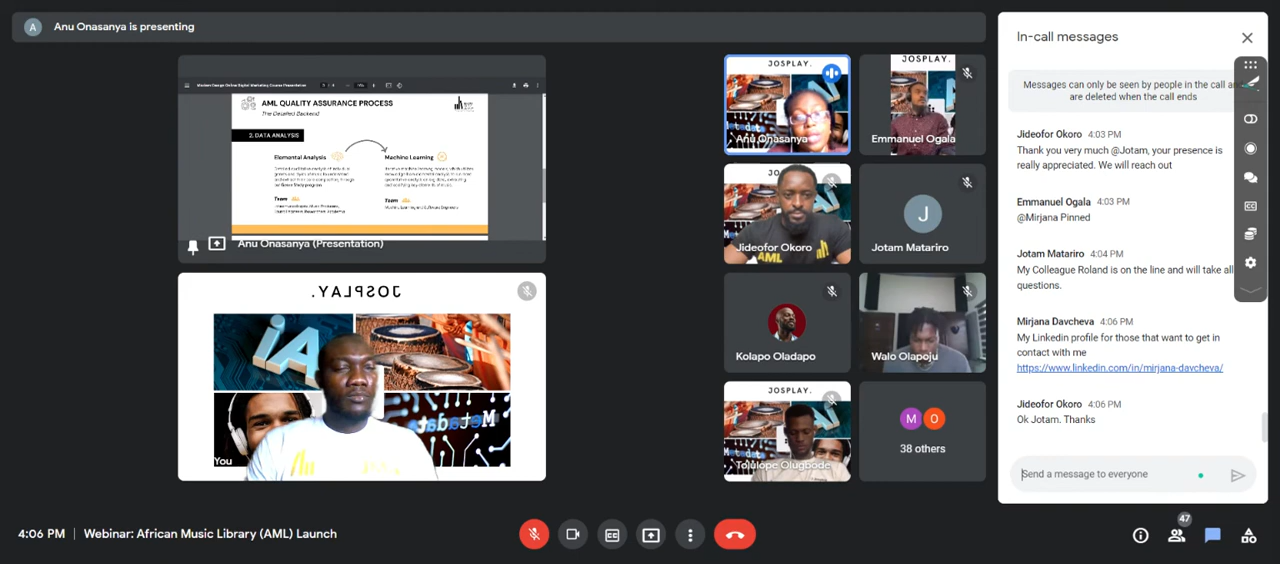 A Anu Onasanya is presenting
AML QUALITY ASSURANCE PROCESS
The Detailed Backend
2. DATA ANALYSIS
Elemental Analysis
Machine Learning
Team
Team
Anu Onasanya (Presentation)
.YAJPSOJ
iA
Metadat
You
JOSPLAY.
Anu Onasanya
JOSPLAY.
Emmanuel Ogala
AML
Jideofor Okoro
J
Jotam Matariro
Kolapo Oladapo
Walo Olapoju
JOSPLAY.
Tolulope Olugbode
M O
38 others
In-call messages
Messages can only be seen by people in the call an
are deleted when the call ends
Jideofor Okoro 4:03 PM
Thank you very much @Jotam, your presence is
really appreciated. We will reach out
Emmanuel Ogala 4:03 PM
@Mirjana Pinned
Jotam Matariro 4:04 PM
My Colleague Roland is on the line and will take all
questions.
Mirjana Davcheva 4:06 PM
My Linkedin profile for those that want to get in
contact with me
https://www.linkedin.com/in/mirjana-davcheva/
Jideofor Okoro 4:06 PM
Ok Jotam. Thanks
Send a message to everyone
4:06 PM | Webinar: African Music Library (AML) Launch
47